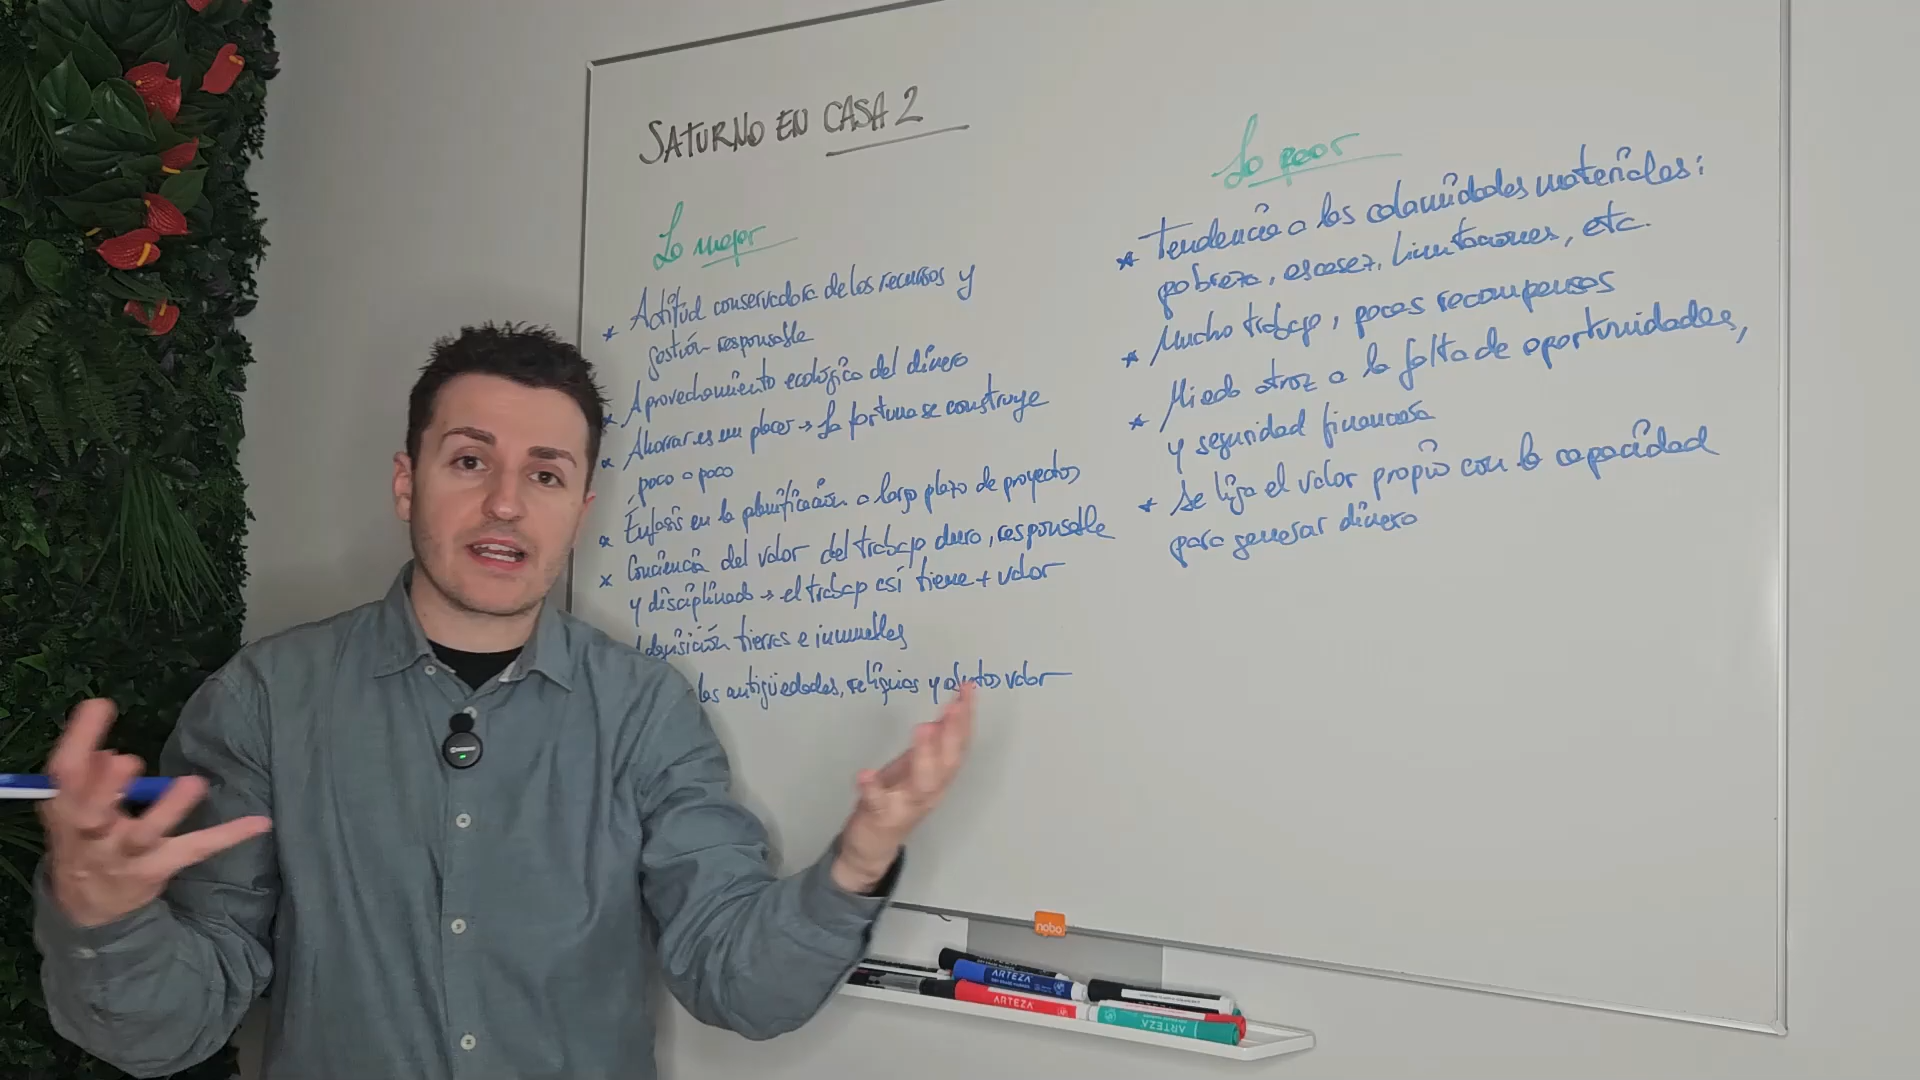 SATURNO EN CASA 2
Lo mejor
* Actitud conservadora de los recursos y
gestión responsable
* Aprovechamiento ecológico del dinero
* Ahorrar es un placer → La fortuna se construye
poco a poco
* Énfasis en la planificación a largo plazo de proyectos
* Conciencia del valor del trabajo duro, responsable
y disciplinado → el trabajo así tiene + valor
Adquisición tierras e inmuebles
las antigüedades, reliquias y objetos valor
Lo peor
* Tendencia a las calamidades materiales:
pobreza, escasez, limitaciones, etc.
* Mucho trabajo, pocas recompensas
* Miedo atroz a la falta de oportunidades,
y seguridad financiera
* Se liga el valor propio con la capacidad
para generar dinero
nobo
ARTEZA
ARTEZA
ARTEZA